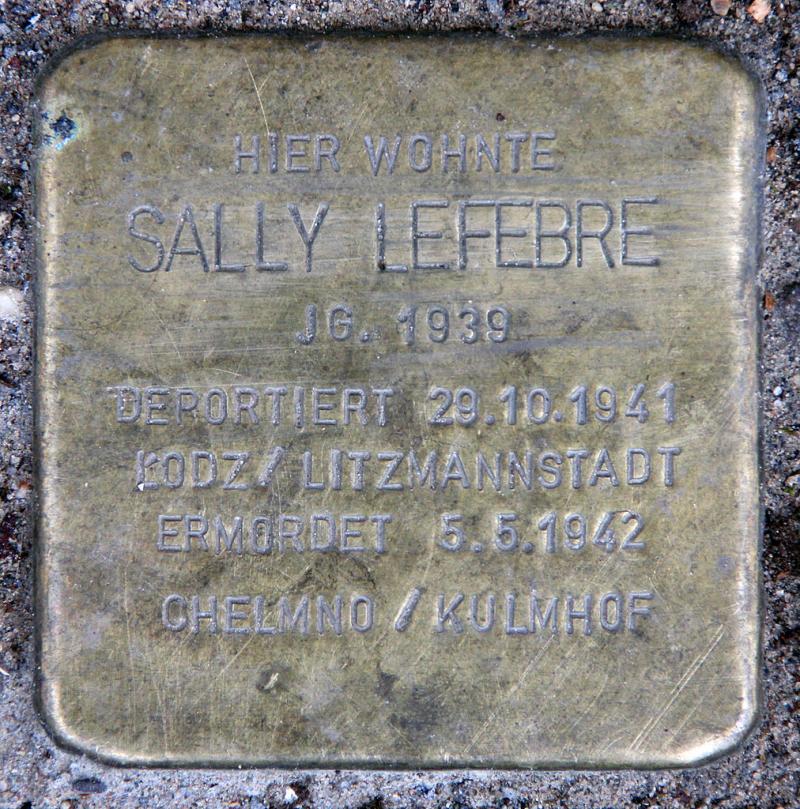 HIER WOHNTE
SALLY LEFEBRE
JG. 1939
DEPORTIERT 29.10.1941
ŁODZ/LITZMANNSTADT
ERMORDET 5.5.1942
CHELMNO/KULMHOF